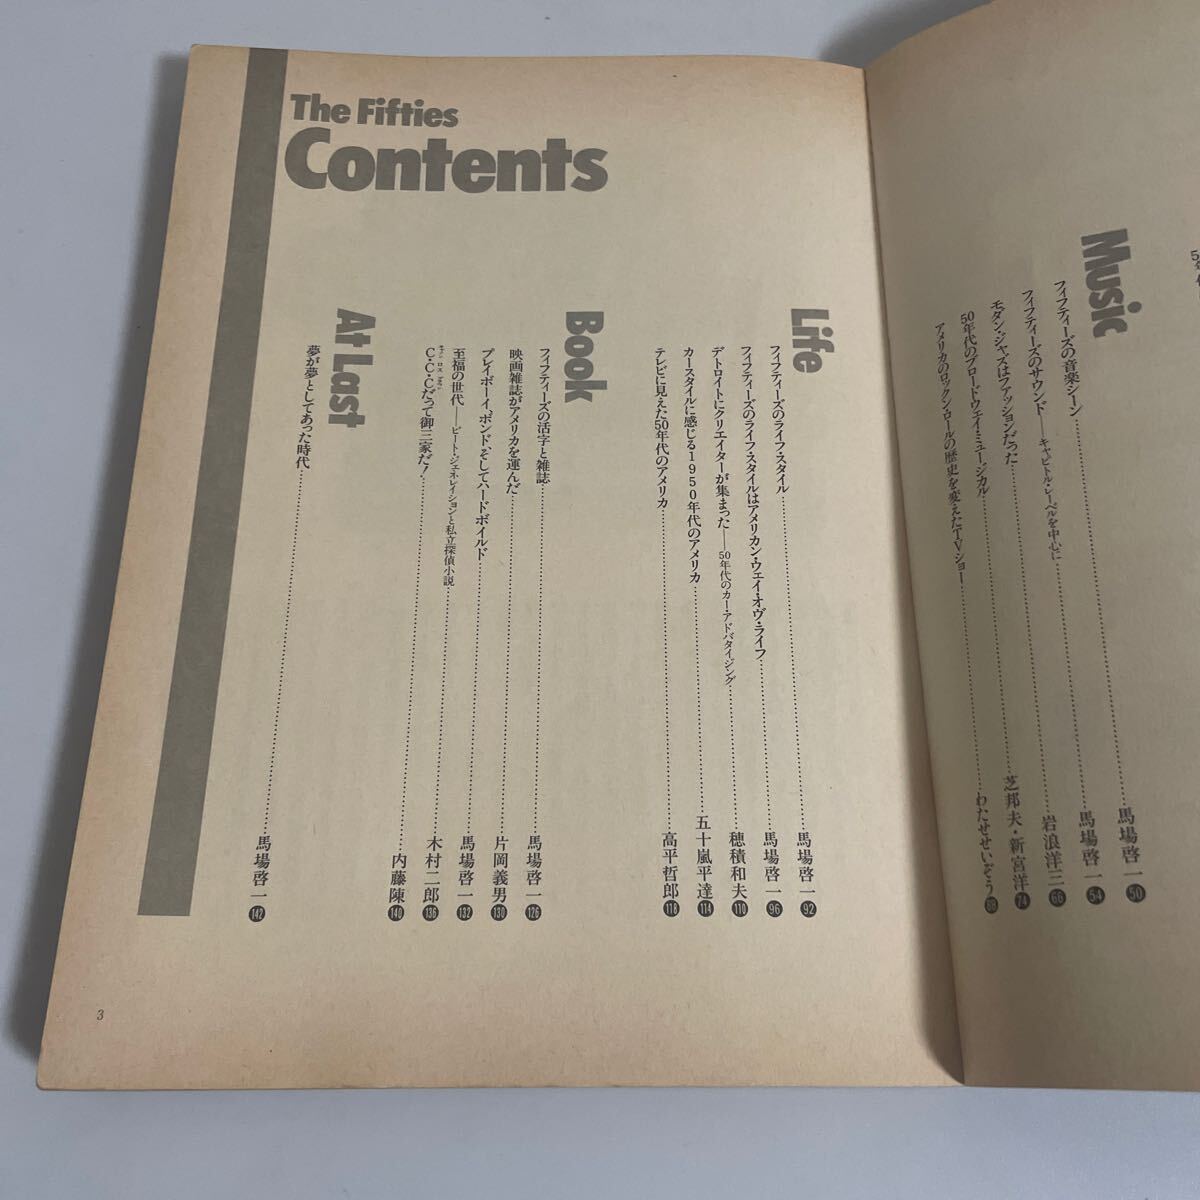 The Fifties
Contents
Music
フィフティーズの音楽シーン 馬場啓一 50
フィフティーズのサウンド——キャピトル・レーベルを中心に 馬場啓一 54
岩浪洋三 66
モダン・ジャズはファッションだった 芝邦夫・新宮洋 74
50年代のブロードウェイ・ミュージカル
アメリカのロックン・ロールの歴史を変えたTVショー わたせせいぞう 88
Life
フィフティーズのライフ・スタイル 馬場啓一 92
フィフティーズのライフ・スタイルはアメリカン・ウェイ・オヴ・ライフ 馬場啓一 96
デトロイトにクリエイターが集まった——50年代のカー・アドバタイジング 穂積和夫 110
カースタイルに感じる1950年代のアメリカ 五十嵐平達 114
テレビに見えた50年代のアメリカ 高平哲郎 118
Book
フィフティーズの活字と雑誌 馬場啓一 126
映画雑誌がアメリカを運んだ 片岡義男 130
プレイボーイ、ボンド、そしてハードボイルド 馬場啓一 132
至福の世代——ビート・ジェネレイションと私立探偵小説 木村二郎 136
C・C・Cだって御三家だ! 内藤陳 140
At Last
夢が夢としてあった時代 馬場啓一 142
3